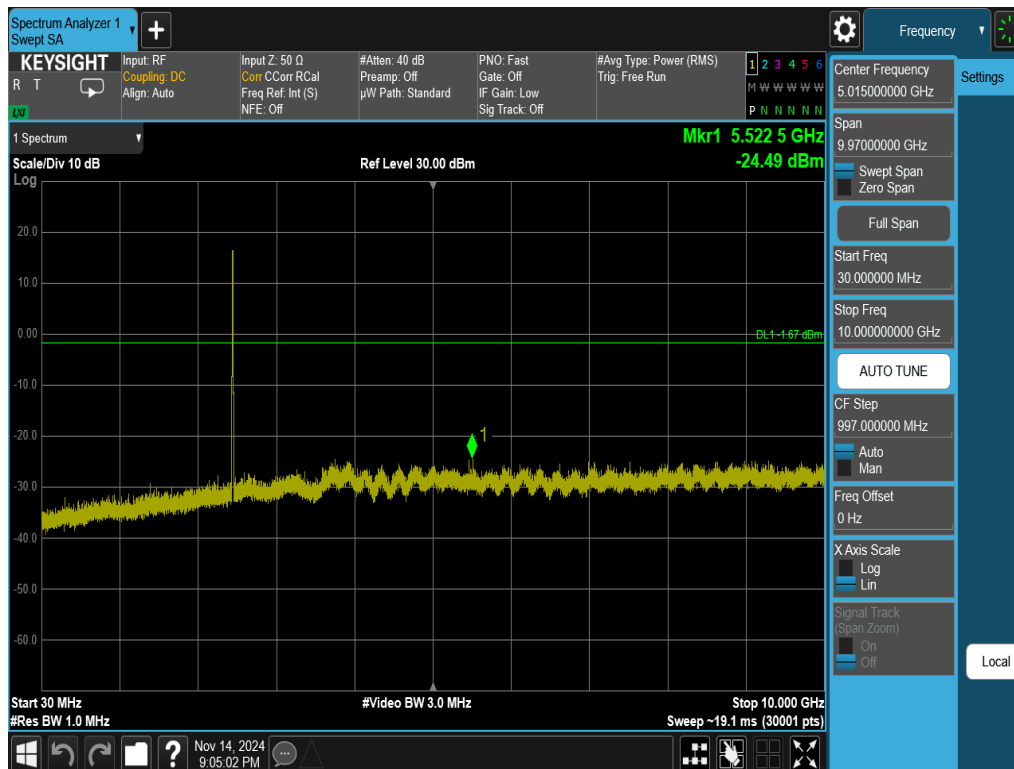 Spectrum Analyzer 1
Swept SA
+
Frequency
KEYSIGHT
R T
LXI
Input: RF
Coupling: DC
Align: Auto
Input Z: 50 Ω
Corr CCorr RCal
Freq Ref: Int (S)
NFE: Off
#Atten: 40 dB
Preamp: Off
µW Path: Standard
PNO: Fast
Gate: Off
IF Gain: Low
Sig Track: Off
#Avg Type: Power (RMS)
Trig: Free Run
1 2 3 4 5 6
M W W W W W
P N N N N N
1 Spectrum
Scale/Div 10 dB
Log
Ref Level 30.00 dBm
Mkr1 5.522 5 GHz
-24.49 dBm
20.0
10.0
0.00
DL1 -1.67 dBm
-10.0
-20.0
1
-30.0
-40.0
-50.0
-60.0
Start 30 MHz
#Res BW 1.0 MHz
#Video BW 3.0 MHz
Stop 10.000 GHz
Sweep ~19.1 ms (30001 pts)
Center Frequency
5.015000000 GHz
Settings
Span
9.97000000 GHz
Swept Span
Zero Span
Full Span
Start Freq
30.000000 MHz
Stop Freq
10.000000000 GHz
AUTO TUNE
CF Step
997.000000 MHz
Auto
Man
Freq Offset
0 Hz
X Axis Scale
Log
Lin
Signal Track
(Span Zoom)
On
Off
Local
?
Nov 14, 2024
9:05:02 PM